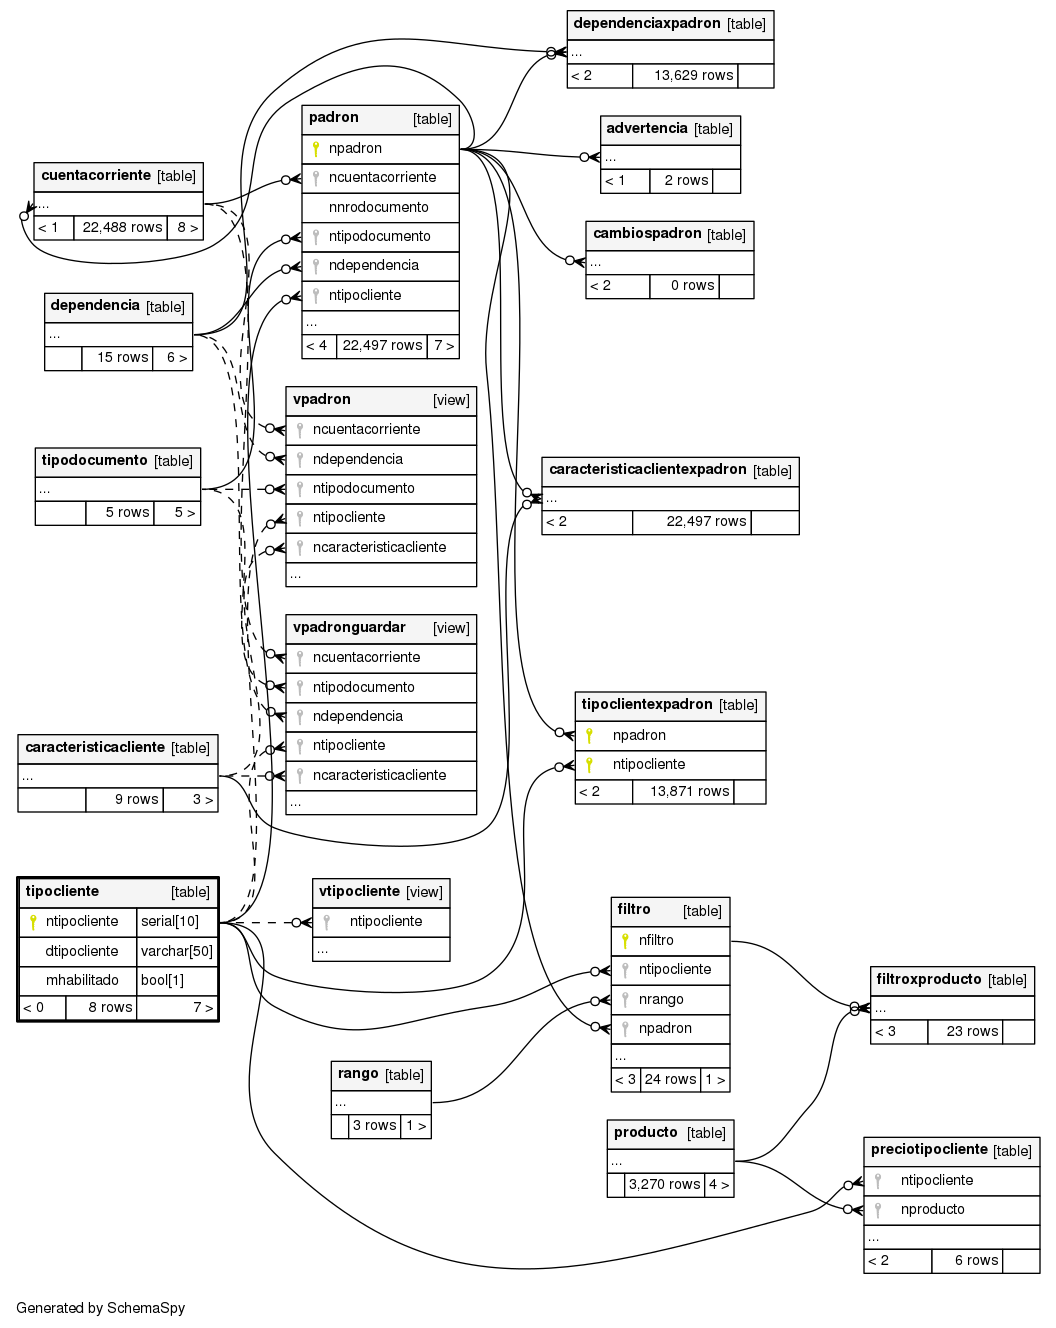 dependenciaxpadron [table]
...
< 2 13,629 rows
padron [table]
npadron
ncuentacorriente
nnrodocumento
ntipodocumento
ndependencia
ntipocliente
...
< 4 22,497 rows 7 >
advertencia [table]
...
< 1 2 rows
cuentacorriente [table]
...
< 1 22,488 rows 8 >
cambiospadron [table]
...
< 2 0 rows
dependencia [table]
...
15 rows 6 >
vpadron [view]
ncuentacorriente
ndependencia
ntipodocumento
ntipocliente
ncaracteristicacliente
...
tipodocumento [table]
...
5 rows 5 >
caracteristicaclientexpadron [table]
...
< 2 22,497 rows
vpadronguardar [view]
ncuentacorriente
ntipodocumento
ndependencia
ntipocliente
ncaracteristicacliente
...
tipoclientexpadron [table]
npadron
ntipocliente
< 2 13,871 rows
caracteristicacliente [table]
...
9 rows 3 >
tipocliente [table]
ntipocliente serial[10]
dtipocliente varchar[50]
mhabilitado bool[1]
< 0 8 rows 7 >
vtipocliente [view]
ntipocliente
...
filtro [table]
nfiltro
ntipocliente
nrango
npadron
...
< 3 24 rows 1 >
filtroxproducto [table]
...
< 3 23 rows
rango [table]
...
3 rows 1 >
producto [table]
...
3,270 rows 4 >
preciotipocliente [table]
ntipocliente
nproducto
...
< 2 6 rows
Generated by SchemaSpy